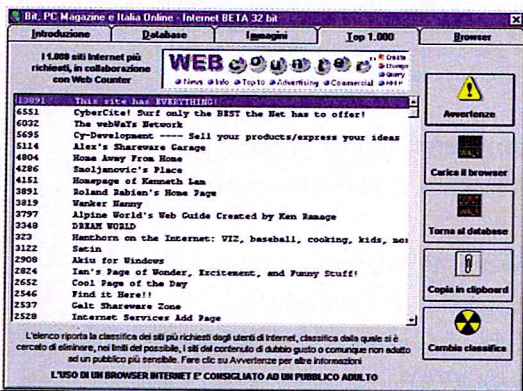 Bit, PC Magazine e Italia Online - Internet BETA 32 bit
Introduzione Database Immagini Top 1.000 Browser
I 1.000 siti Internet più
richiesti, in collaborazione
con Web Counter
WEB Counter
Create
Change
Query
News Info Top10 Advertising Commercial
13891 This site has EVERYTHING!
6551 CyberCite! Surf only the BEST the Net has to offer!
6032 The webWaYs Network
5695 Cy-Development ---- Sell your products/express your ideas
5114 Alex's Shareware Garage
4804 Home Away From Home
4286 Smoljanovic's Place
4151 Homepage of Kenneth Lam
3891 Roland Rabien's Home Page
3819 Wanker Nanny
3797 Alpine World's Web Guide Created by Ken Ramage
3348 DREAM WORLD
323 Hawthorn on the Internet: VIZ, baseball, cooking, kids,
3122 Satin
2908 Akiu for Windows
2824 Ian's Page of Wonder, Excitement, and Funny Stuff!
2652 Cool Page of the Day
2546 Find it Here!!
2537 Galt Shareware Zone
2528 Internet Services Add Page
Avvertenze
Carica il browser
Torna al database
Copia in clipboard
Cambia classifica
L'elenco riporta la classifica dei siti più richiesti dagli utenti di Internet, classifica dalla quale si è
cercato di eliminare, nei limiti del possibile, i siti dal contenuto di dubbio gusto o comunque non adatto
ad un pubblico più sensibile. Fare clic su Avvertenze per altre informazioni
L'USO DI UN BROWSER INTERNET E' CONSIGLIATO AD UN PUBBLICO ADULTO